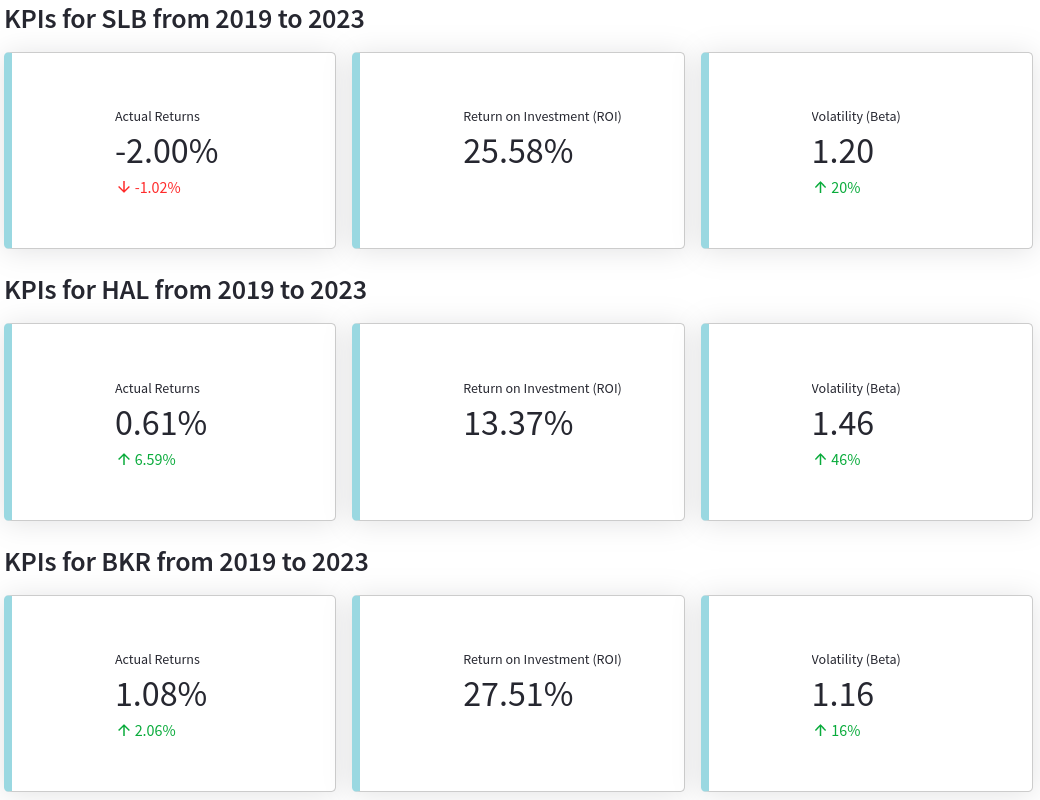 KPIs for SLB from 2019 to 2023
Actual Returns
-2.00%
↓ -1.02%
Return on Investment (ROI)
25.58%
Volatility (Beta)
1.20
↑ 20%
KPIs for HAL from 2019 to 2023
Actual Returns
0.61%
↑ 6.59%
Return on Investment (ROI)
13.37%
Volatility (Beta)
1.46
↑ 46%
KPIs for BKR from 2019 to 2023
Actual Returns
1.08%
↑ 2.06%
Return on Investment (ROI)
27.51%
Volatility (Beta)
1.16
↑ 16%